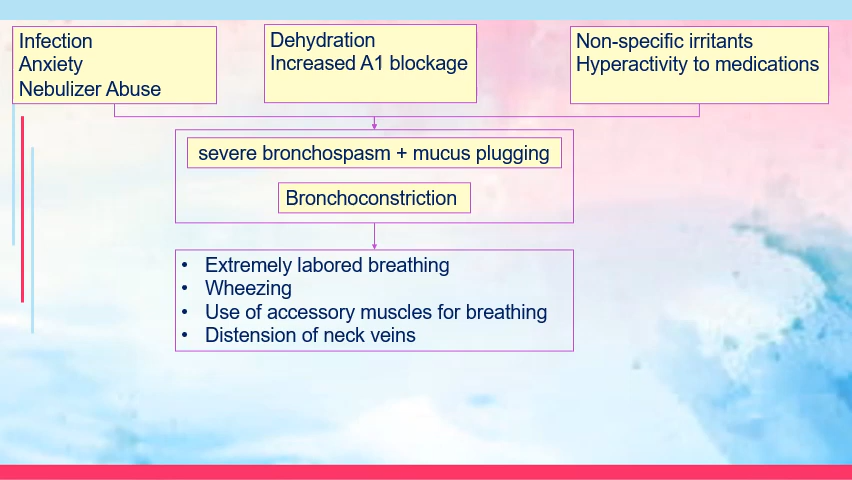 Infection
Anxiety
Nebulizer Abuse
Dehydration
Increased A1 blockage
Non-specific irritants
Hyperactivity to medications
severe bronchospasm + mucus plugging
Bronchoconstriction
• Extremely labored breathing
• Wheezing
• Use of accessory muscles for breathing
• Distension of neck veins